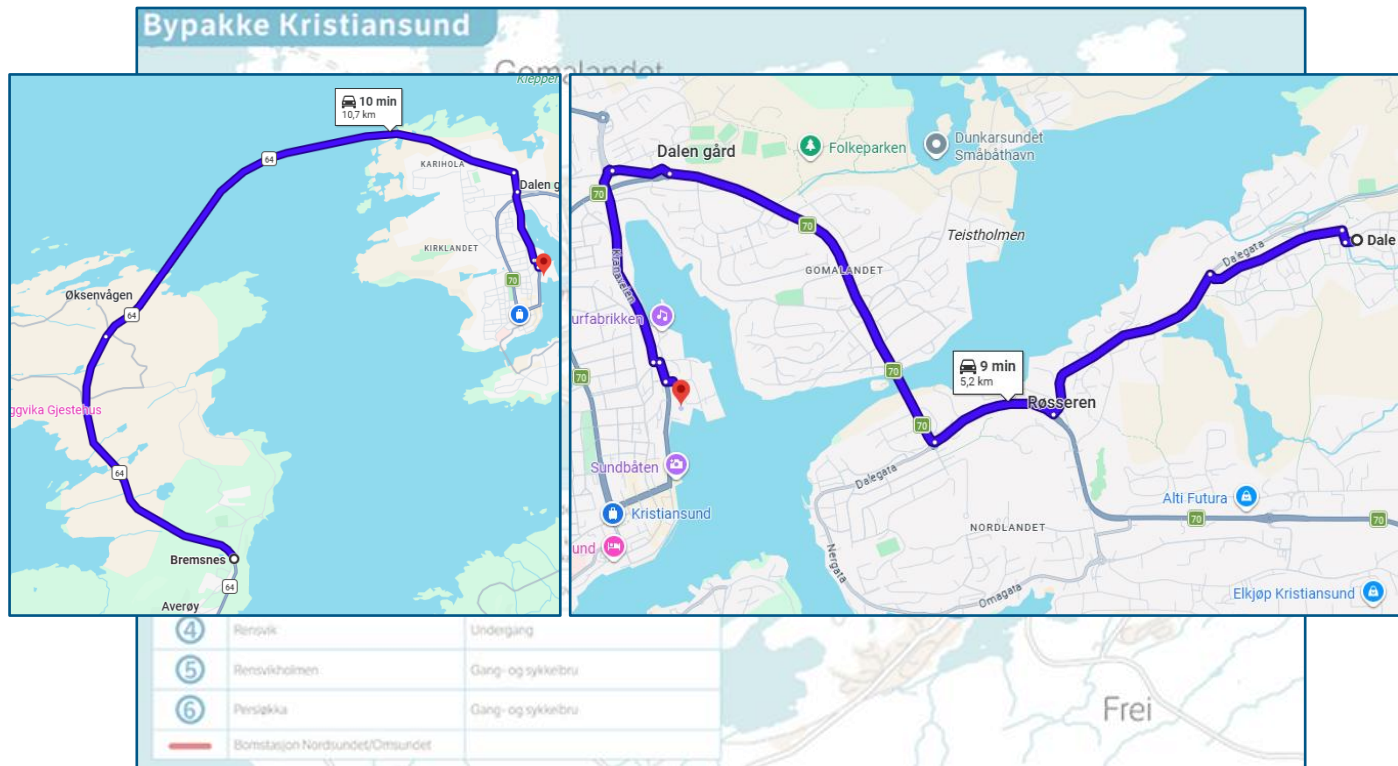 Bypakke Kristiansund
Gomalandet
10 min
10,7 km
64
KARIHOLA
Dalen g
KIRKLANDET
70
Øksenvågen
64
ggvika Gjestehus
64
Bremsnes
64
Averøy
Dalen gård
Folkeparken
Dunkarsundet
Småbåthavn
70
70
Teistholmen
GOMALANDET
Dalegata
Dale
urfabrikken
9 min
5,2 km
70
70
70
Røsseren
Sundbåten
Dalegata
Kristiansund
Alti Futura
70
und
NORDLANDET
Nergata
Omagata
Elkjøp Kristiansund
4 Rensvik Undergang
5 Rensvikholmen Gang- og sykkelbru
6 Persløkka Gang- og sykkelbru
Bomstasjon Nordsundet/Omsundet
Frei